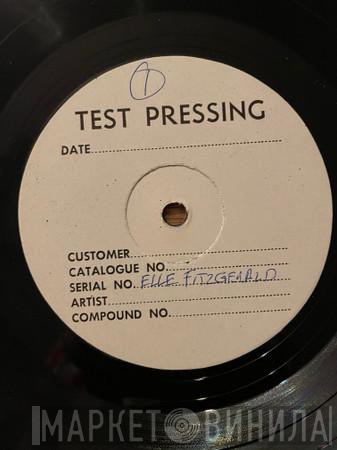 1
TEST PRESSING
DATE
CUSTOMER
CATALOGUE NO.
SERIAL NO. ELLE FITZGERALD
ARTIST
COMPOUND NO.
МАРКЕТ ВИНИЛА